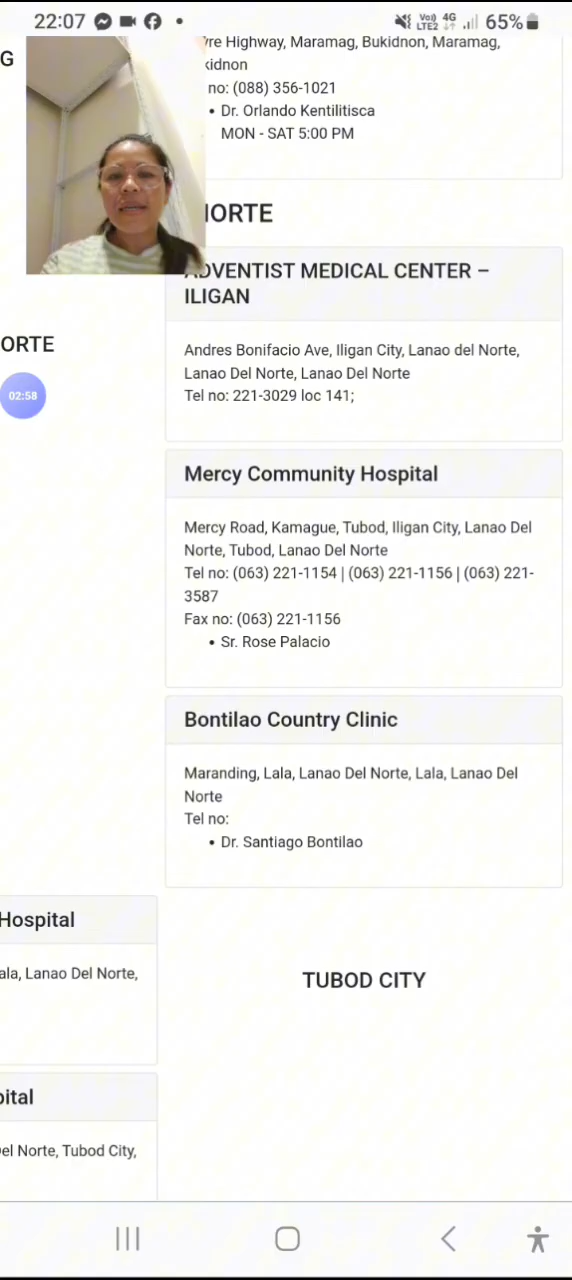 22:07
Vo))
LTE2
4G
65%
G
Highway, Maramag, Bukidnon, Maramag,
kidnon
no: (088) 356-1021
• Dr. Orlando Kentilitisca
MON - SAT 5:00 PM
NORTE
ADVENTIST MEDICAL CENTER –
ILIGAN
Andres Bonifacio Ave, Iligan City, Lanao del Norte,
Lanao Del Norte, Lanao Del Norte
Tel no: 221-3029 loc 141;
ORTE
02:58
Mercy Community Hospital
Mercy Road, Kamague, Tubod, Iligan City, Lanao Del
Norte, Tubod, Lanao Del Norte
Tel no: (063) 221-1154 | (063) 221-1156 | (063) 221-
3587
Fax no: (063) 221-1156
• Sr. Rose Palacio
Bontilao Country Clinic
Maranding, Lala, Lanao Del Norte, Lala, Lanao Del
Norte
Tel no:
• Dr. Santiago Bontilao
Hospital
ala, Lanao Del Norte,
TUBOD CITY
pital
Del Norte, Tubod City,